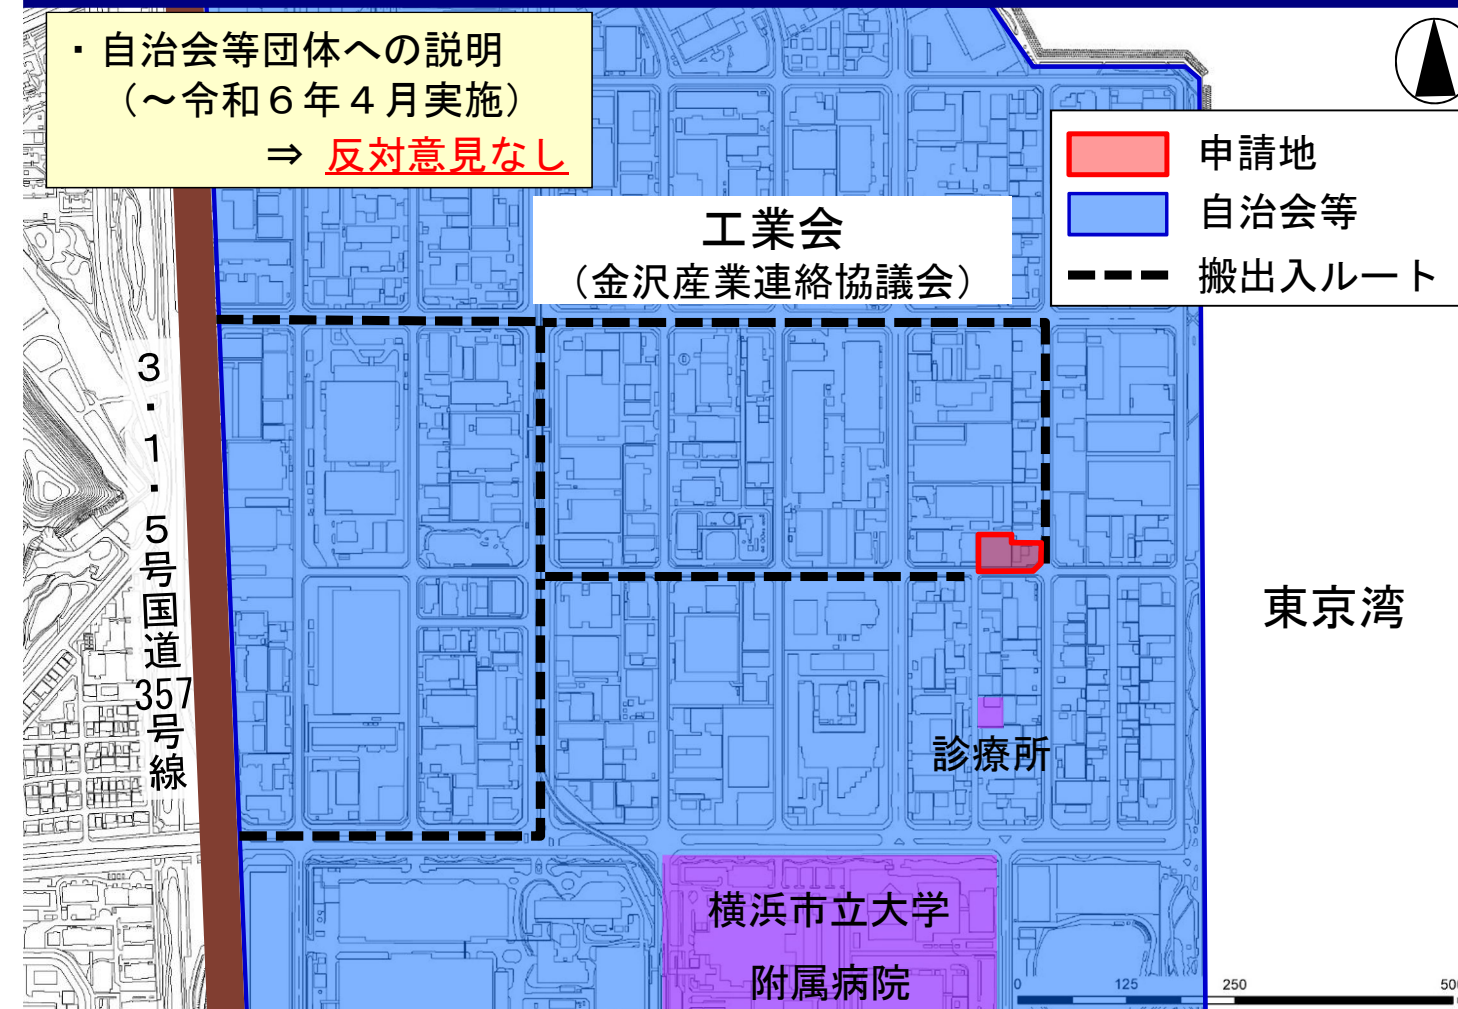 ・自治会等団体への説明
（～令和６年４月実施）
⇒ 反対意見なし
申請地
自治会等
搬出入ルート
工業会
（金沢産業連絡協議会）
３・１・５号国道357号線
東京湾
診療所
横浜市立大学
附属病院
0 125 250